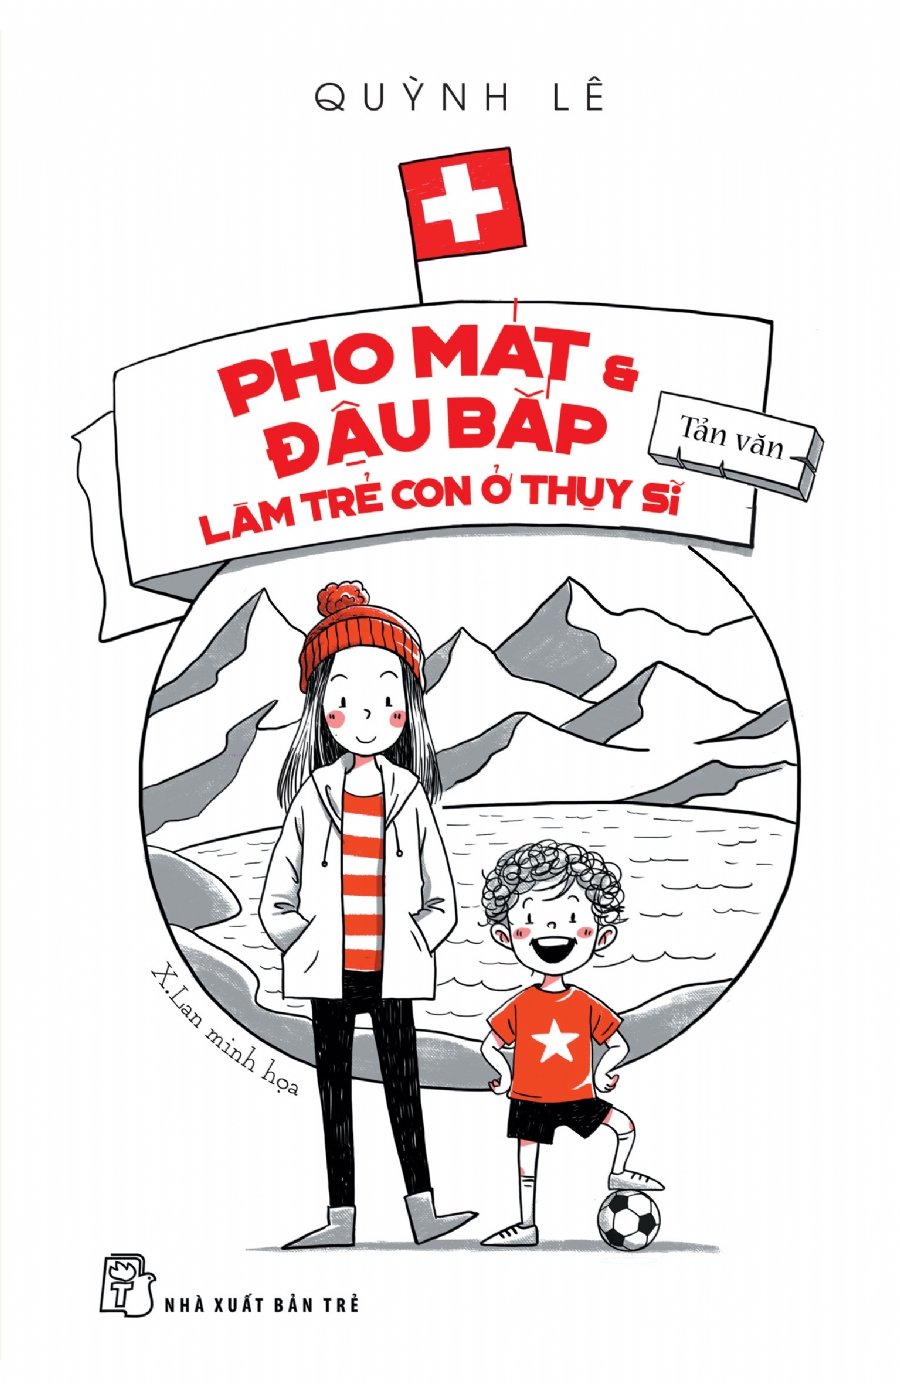 QUỲNH LÊ
PHO MÁT &
ĐẬU BẮP
Tản văn
LÀM TRẺ CON Ở THỤY SĨ
X.Lan minh họa
T
NHÀ XUẤT BẢN TRẺ